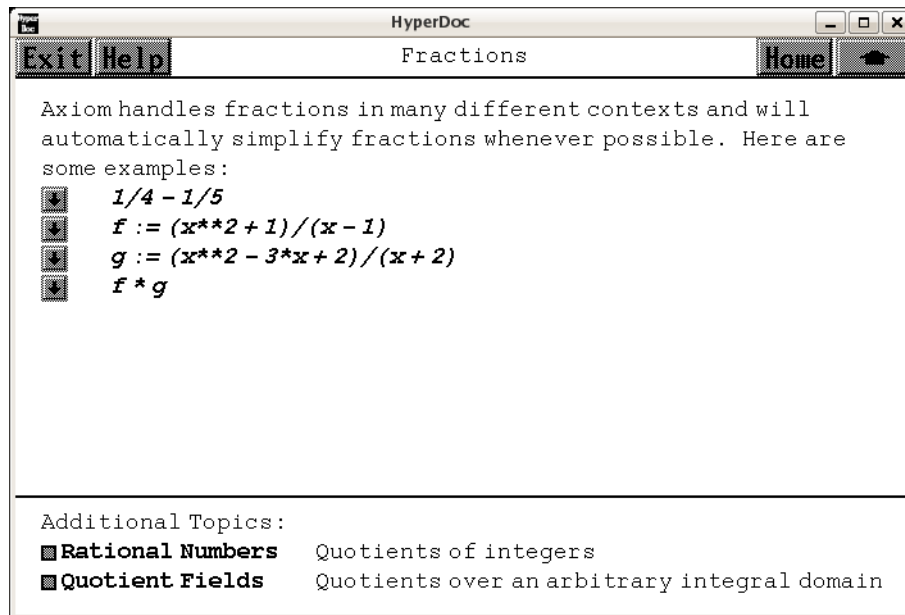 Hyper Doc
HyperDoc
Exit Help Fractions Home
Axiom handles fractions in many different contexts and will
automatically simplify fractions whenever possible. Here are
some examples:
1/4 - 1/5
f := (x**2 + 1)/(x - 1)
g := (x**2 - 3*x + 2)/(x + 2)
f * g
Additional Topics:
Rational Numbers Quotients of integers
Quotient Fields Quotients over an arbitrary integral domain